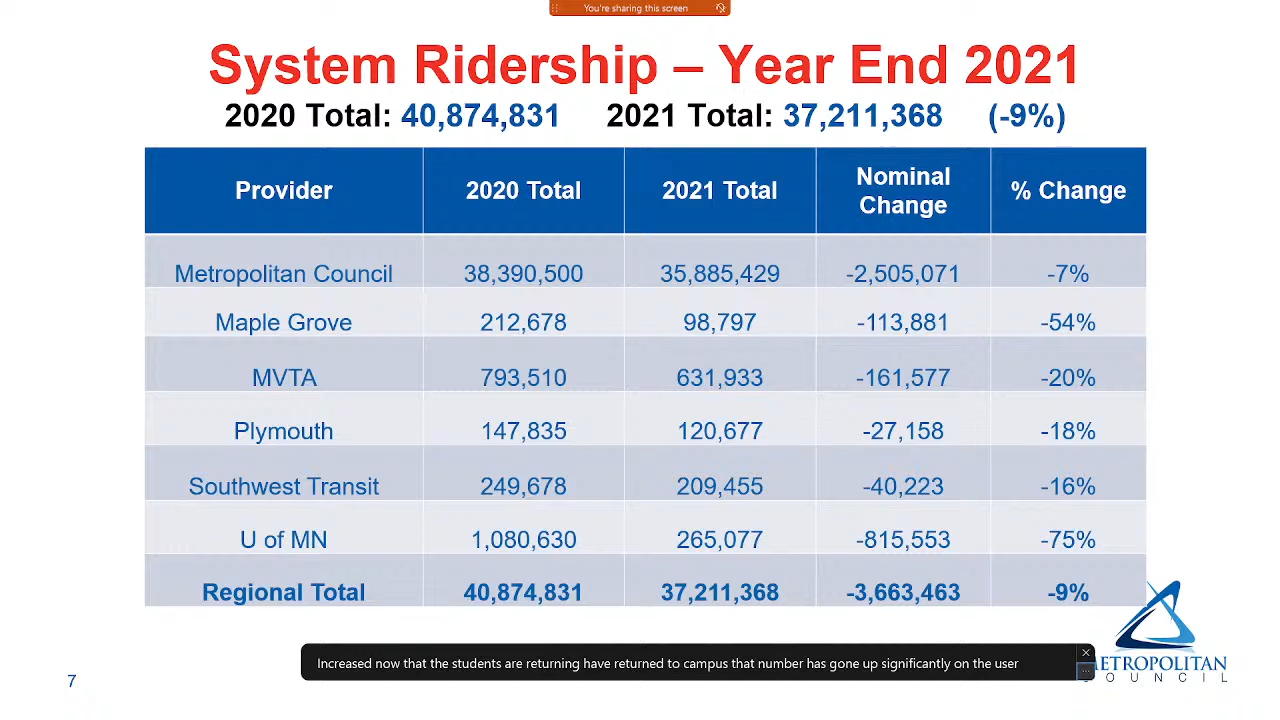 You're sharing this screen
System Ridership – Year End 2021
2020 Total: 40,874,831 2021 Total: 37,211,368 (-9%)
Provider 2020 Total 2021 Total Nominal Change % Change
Metropolitan Council 38,390,500 35,885,429 -2,505,071 -7%
Maple Grove 212,678 98,797 -113,881 -54%
MVTA 793,510 631,933 -161,577 -20%
Plymouth 147,835 120,677 -27,158 -18%
Southwest Transit 249,678 209,455 -40,223 -16%
U of MN 1,080,630 265,077 -815,553 -75%
Regional Total 40,874,831 37,211,368 -3,663,463 -9%
Increased now that the students are returning have returned to campus that number has gone up significantly on the user
METROPOLITAN
COUNCIL
7